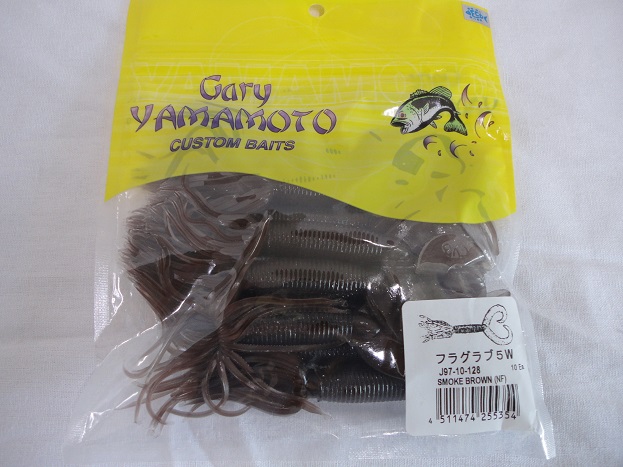 Gary
YAMAMOTO
CUSTOM BAITS
フラグラブ5W
J97-10-128 10 Ea
SMOKE BROWN (NF)
4 511474 255354